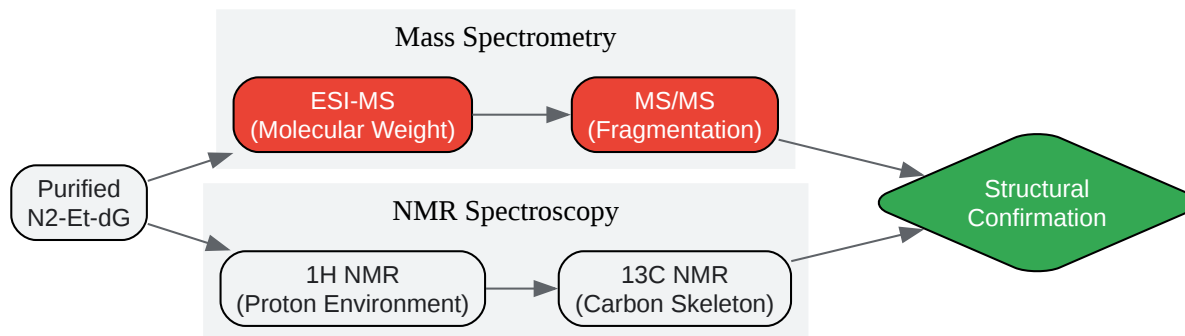 Mass Spectrometry
ESI-MS
(Molecular Weight)
MS/MS
(Fragmentation)
Purified
N2-Et-dG
Structural
Confirmation
NMR Spectroscopy
1H NMR
(Proton Environment)
13C NMR
(Carbon Skeleton)